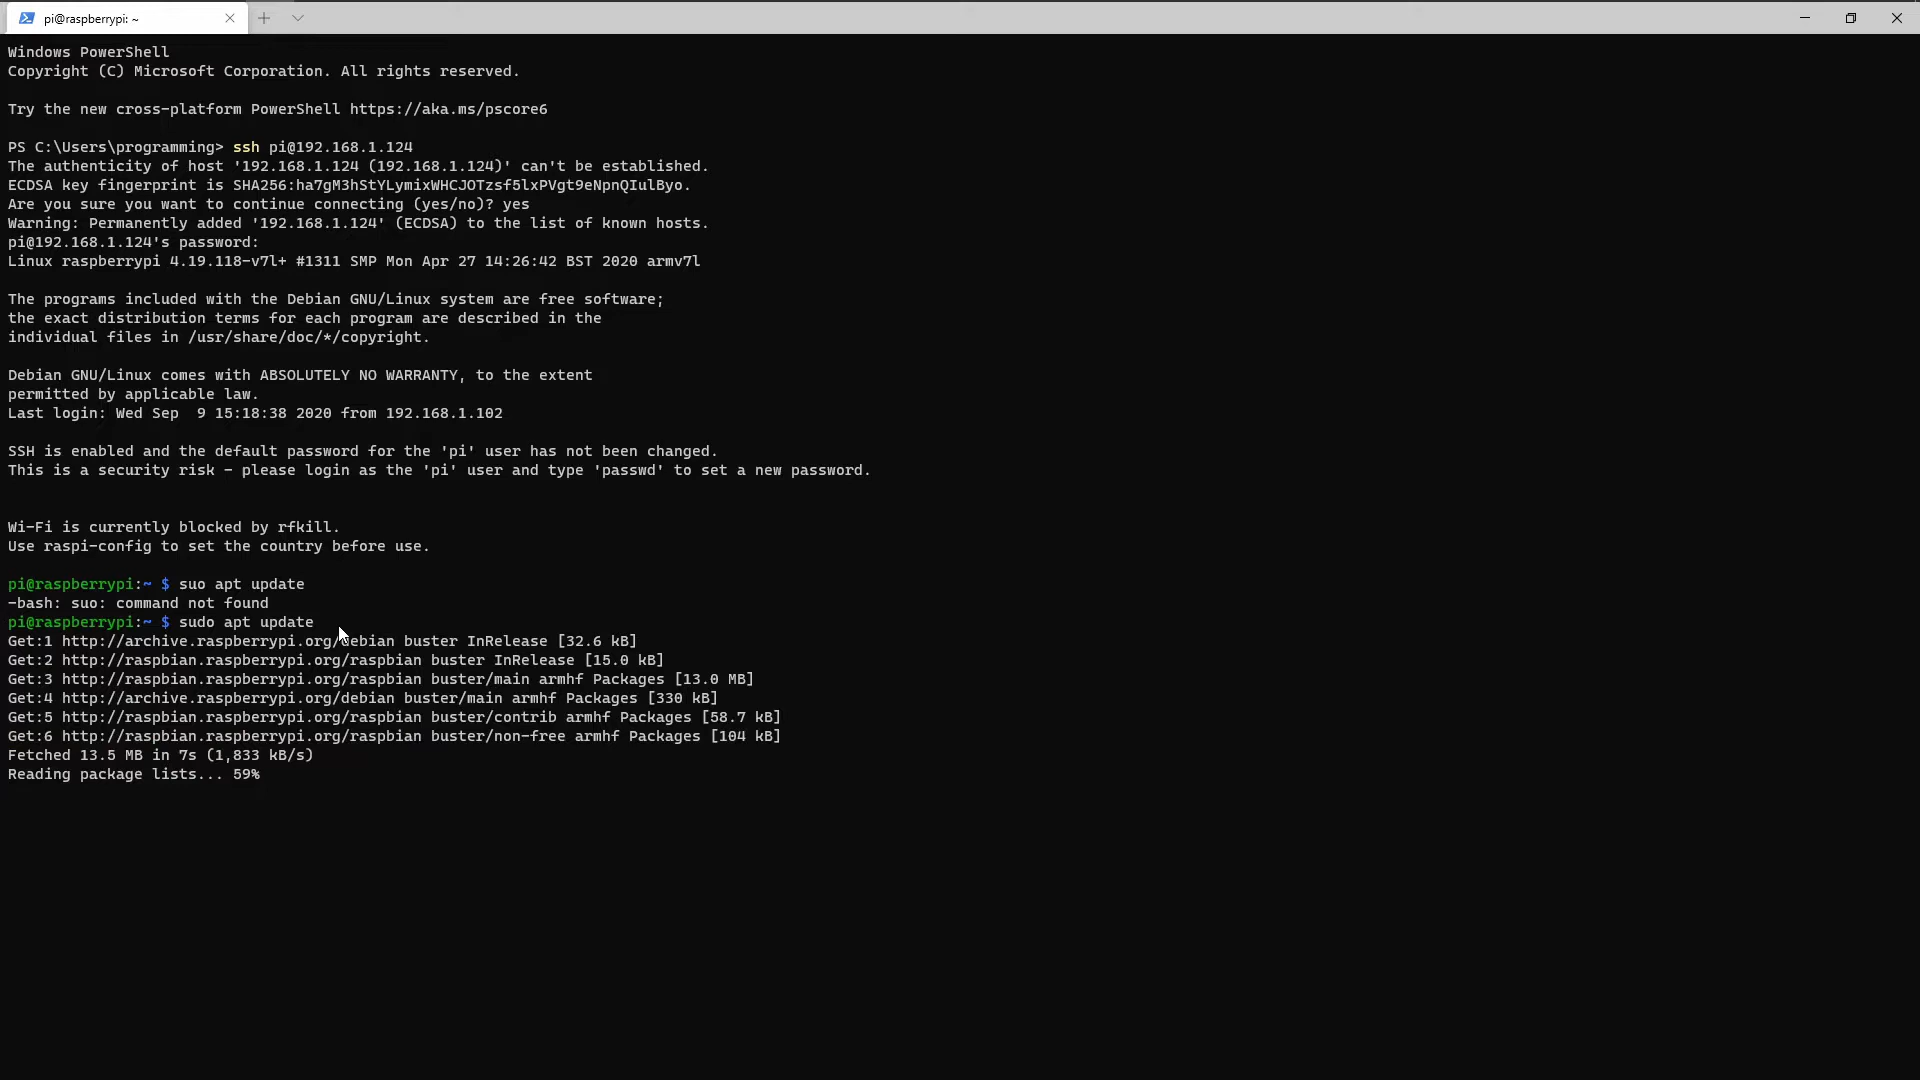 pi@raspberrypi: ~
Windows PowerShell
Copyright (C) Microsoft Corporation. All rights reserved.
Try the new cross-platform PowerShell https://aka.ms/pscore6
PS C:\Users\programming> ssh pi@192.168.1.124
The authenticity of host '192.168.1.124 (192.168.1.124)' can't be established.
ECDSA key fingerprint is SHA256:ha7gM3hStYLymixWHCJOTzsf5lxPVgt9eNpnQIulByo.
Are you sure you want to continue connecting (yes/no)? yes
Warning: Permanently added '192.168.1.124' (ECDSA) to the list of known hosts.
pi@192.168.1.124's password:
Linux raspberrypi 4.19.118-v7l+ #1311 SMP Mon Apr 27 14:26:42 BST 2020 armv7l
The programs included with the Debian GNU/Linux system are free software;
the exact distribution terms for each program are described in the
individual files in /usr/share/doc/*/copyright.
Debian GNU/Linux comes with ABSOLUTELY NO WARRANTY, to the extent
permitted by applicable law.
Last login: Wed Sep  9 15:18:38 2020 from 192.168.1.102
SSH is enabled and the default password for the 'pi' user has not been changed.
This is a security risk - please login as the 'pi' user and type 'passwd' to set a new password.
Wi-Fi is currently blocked by rfkill.
Use raspi-config to set the country before use.
pi@raspberrypi:~ $ suo apt update
-bash: suo: command not found
pi@raspberrypi:~ $ sudo apt update
Get:1 http://archive.raspberrypi.org/debian buster InRelease [32.6 kB]
Get:2 http://raspbian.raspberrypi.org/raspbian buster InRelease [15.0 kB]
Get:3 http://raspbian.raspberrypi.org/raspbian buster/main armhf Packages [13.0 MB]
Get:4 http://archive.raspberrypi.org/debian buster/main armhf Packages [330 kB]
Get:5 http://raspbian.raspberrypi.org/raspbian buster/contrib armhf Packages [58.7 kB]
Get:6 http://raspbian.raspberrypi.org/raspbian buster/non-free armhf Packages [104 kB]
Fetched 13.5 MB in 7s (1,833 kB/s)
Reading package lists... 59%